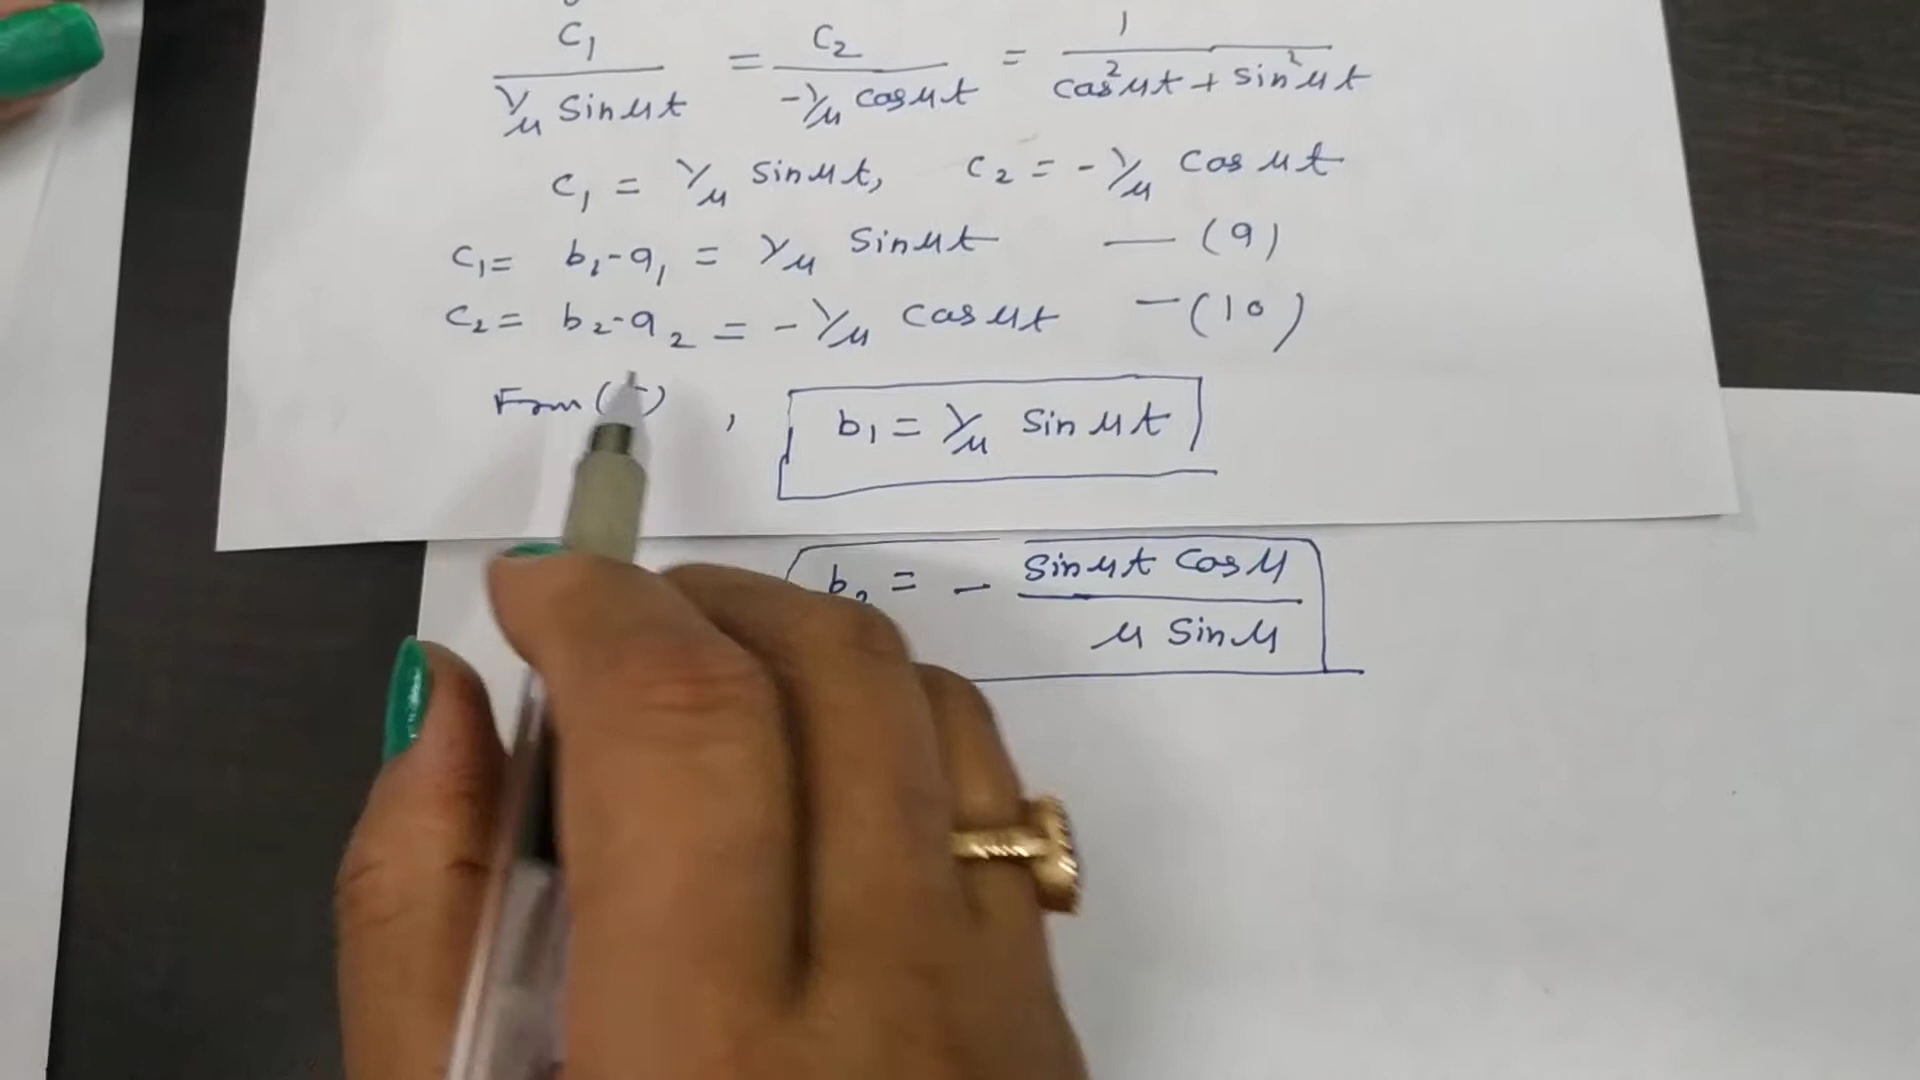 C₁ / (1/μ Sin μt) = C₂ / (-1/μ cos μt) = 1 / (cos²μt + sin²μt)
C₁ = 1/μ sin μt, C₂ = - 1/μ cos μt
C₁ = b₁-a₁ = 1/μ Sin μt — (9)
C₂ = b₂-a₂ = - 1/μ cos μt — (10)
From ( ) , b₁ = 1/μ Sin μt
b₂ = - Sin μt Cos μ / μ Sin μ